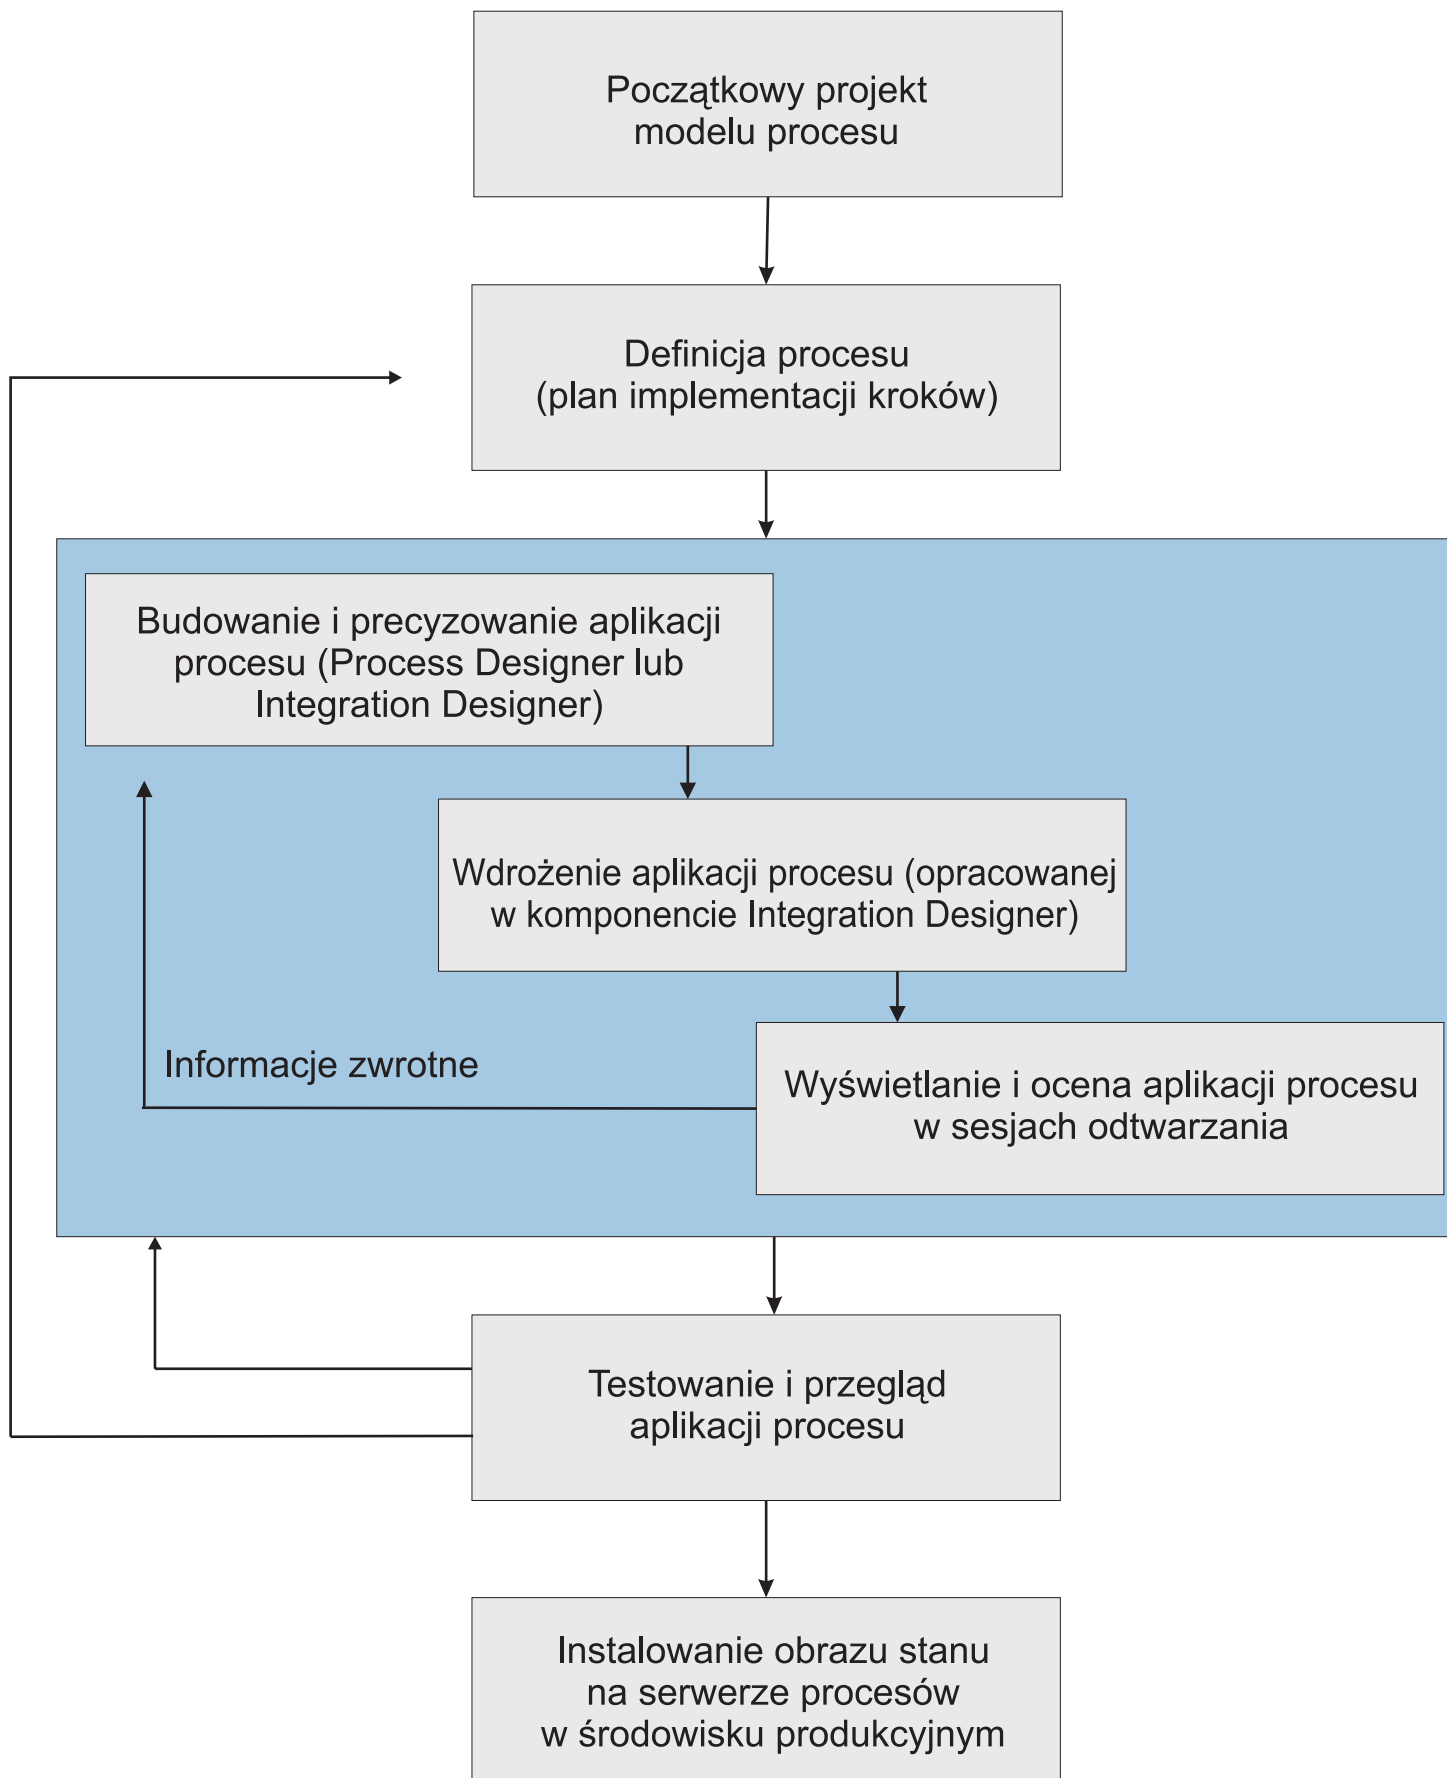 Początkowy projekt
modelu procesu
Definicja procesu
(plan implementacji kroków)
Budowanie i precyzowanie aplikacji
procesu (Process Designer lub
Integration Designer)
Wdrożenie aplikacji procesu (opracowanej
w komponencie Integration Designer)
Informacje zwrotne
Wyświetlanie i ocena aplikacji procesu
w sesjach odtwarzania
Testowanie i przegląd
aplikacji procesu
Instalowanie obrazu stanu
na serwerze procesów
w środowisku produkcyjnym